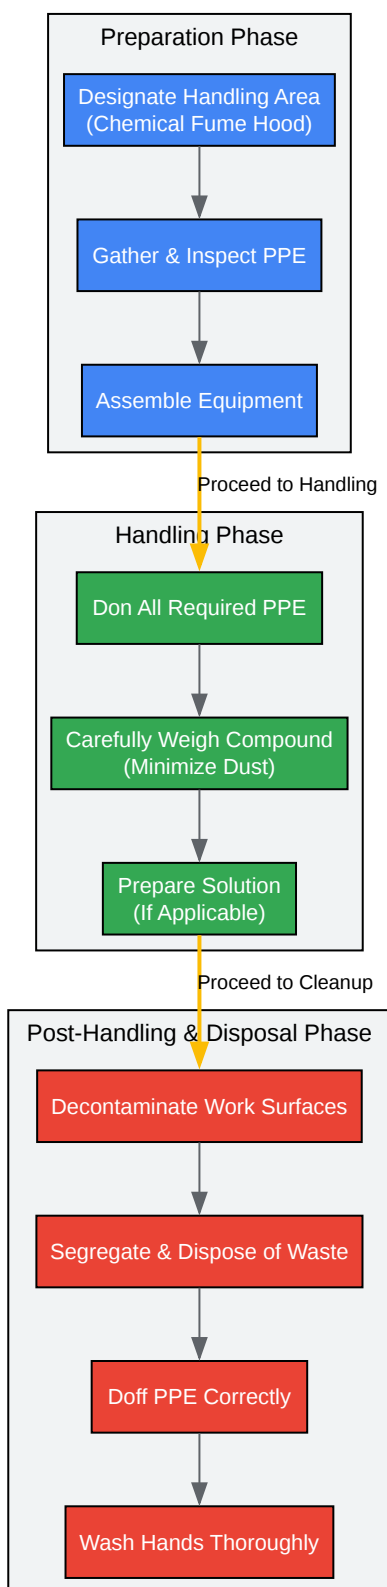 Preparation Phase
Designate Handling Area
(Chemical Fume Hood)
Gather & Inspect PPE
Assemble Equipment
Proceed to Handling
Handling Phase
Don All Required PPE
Carefully Weigh Compound
(Minimize Dust)
Prepare Solution
(If Applicable)
Proceed to Cleanup
Post-Handling & Disposal Phase
Decontaminate Work Surfaces
Segregate & Dispose of Waste
Doff PPE Correctly
Wash Hands Thoroughly